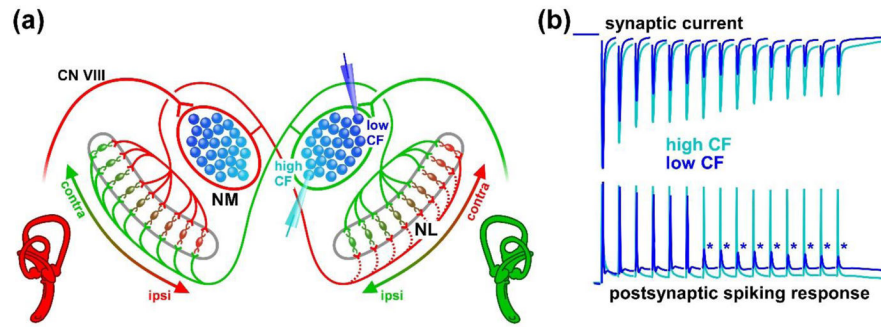 (a)
CN VIII
low
CF
high
CF
NM
NL
contra
ipsi
contra
ipsi
(b)
synaptic current
high CF
low CF
* * * * * * * * *
postsynaptic spiking response